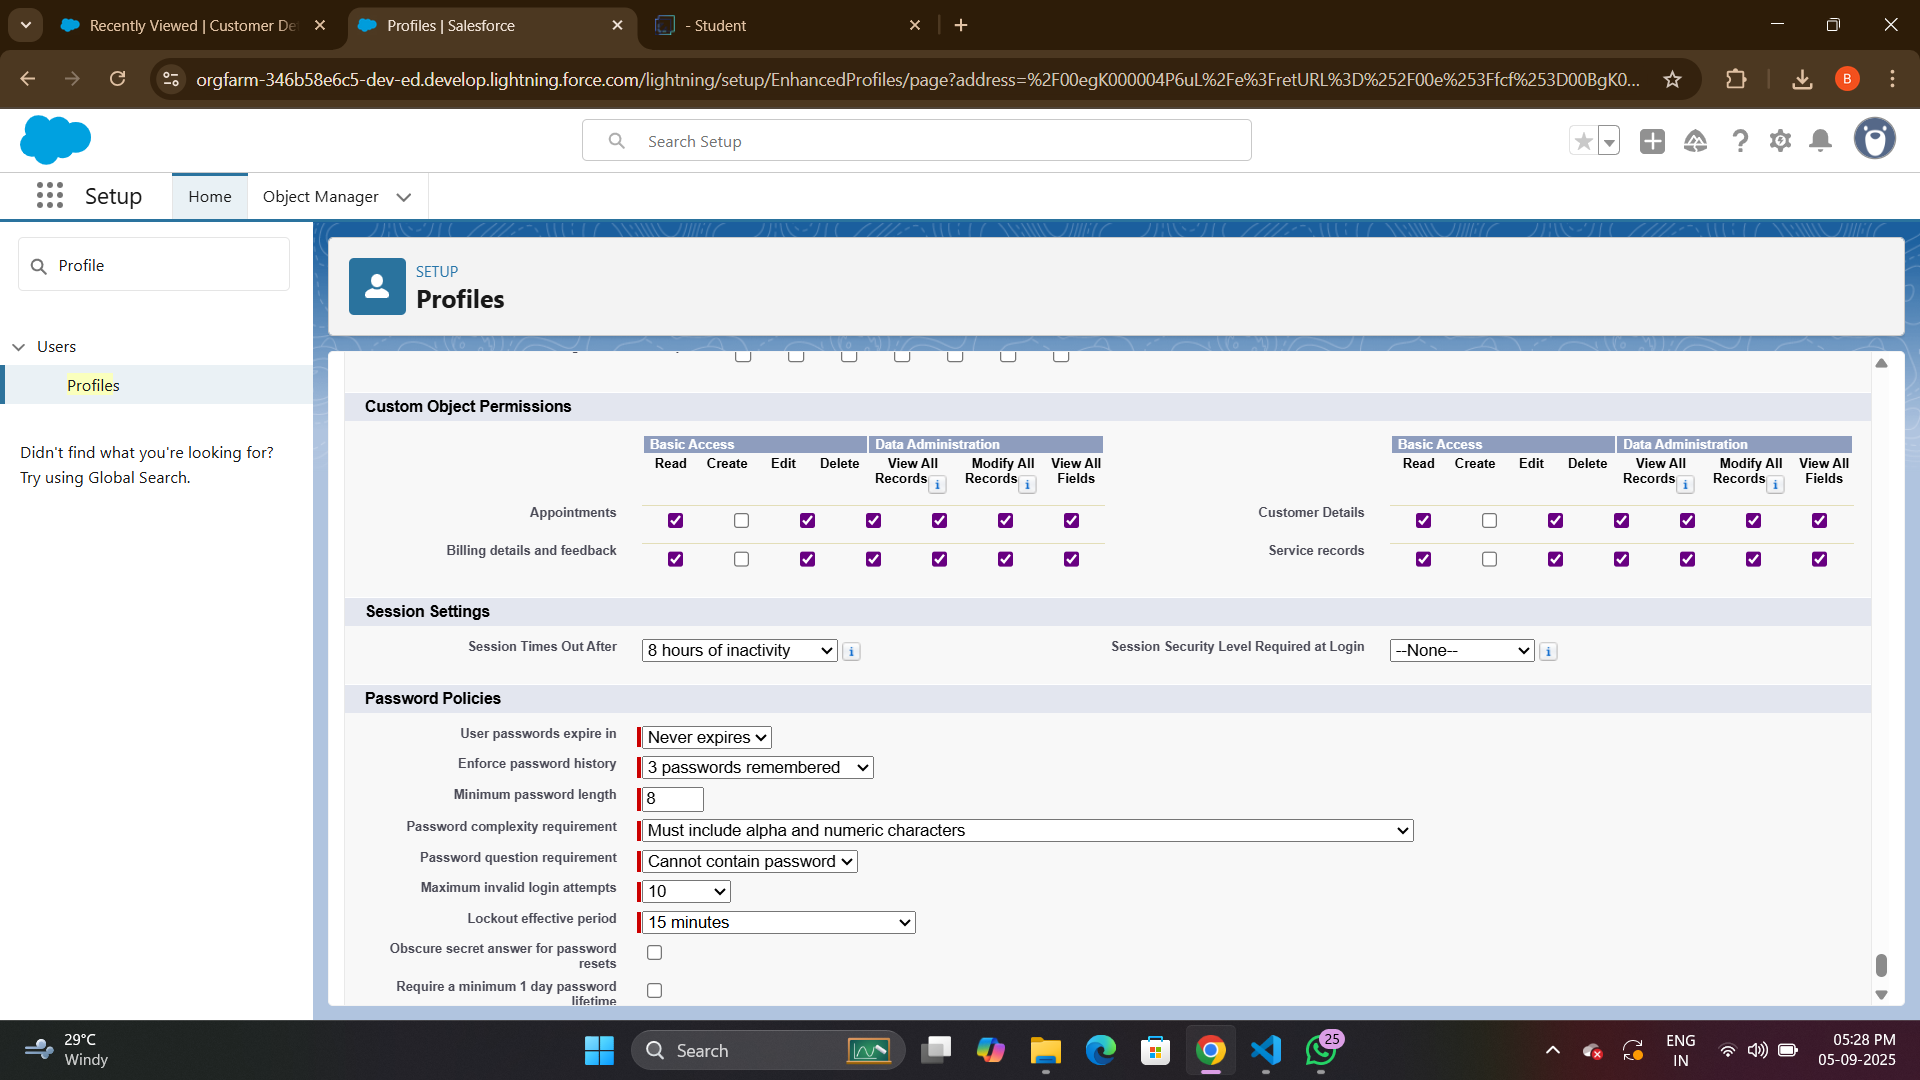 Recently Viewed | Customer De
Profiles | Salesforce
- Student
orgfarm-346b58e6c5-dev-ed.develop.lightning.force.com/lightning/setup/EnhancedProfiles/page?address=%2F00egK000004P6uL%2Fe%3FretURL%3D%252F00e%253Ffcf%253D00BgK0...
B
Search Setup
Setup
Home
Object Manager
Profile
Users
Profiles
Didn't find what you're looking for?
Try using Global Search.
SETUP
Profiles
Custom Object Permissions
Basic Access Data Administration
Read Create Edit Delete View All Records Modify All Records View All Fields
Appointments
Billing details and feedback
Basic Access Data Administration
Read Create Edit Delete View All Records Modify All Records View All Fields
Customer Details
Service records
Session Settings
Session Times Out After 8 hours of inactivity
Session Security Level Required at Login --None--
Password Policies
User passwords expire in Never expires
Enforce password history 3 passwords remembered
Minimum password length 8
Password complexity requirement Must include alpha and numeric characters
Password question requirement Cannot contain password
Maximum invalid login attempts 10
Lockout effective period 15 minutes
Obscure secret answer for password
resets
Require a minimum 1 day password
lifetime
29°C
Windy
Search
25
ENG
IN
05:28 PM
05-09-2025